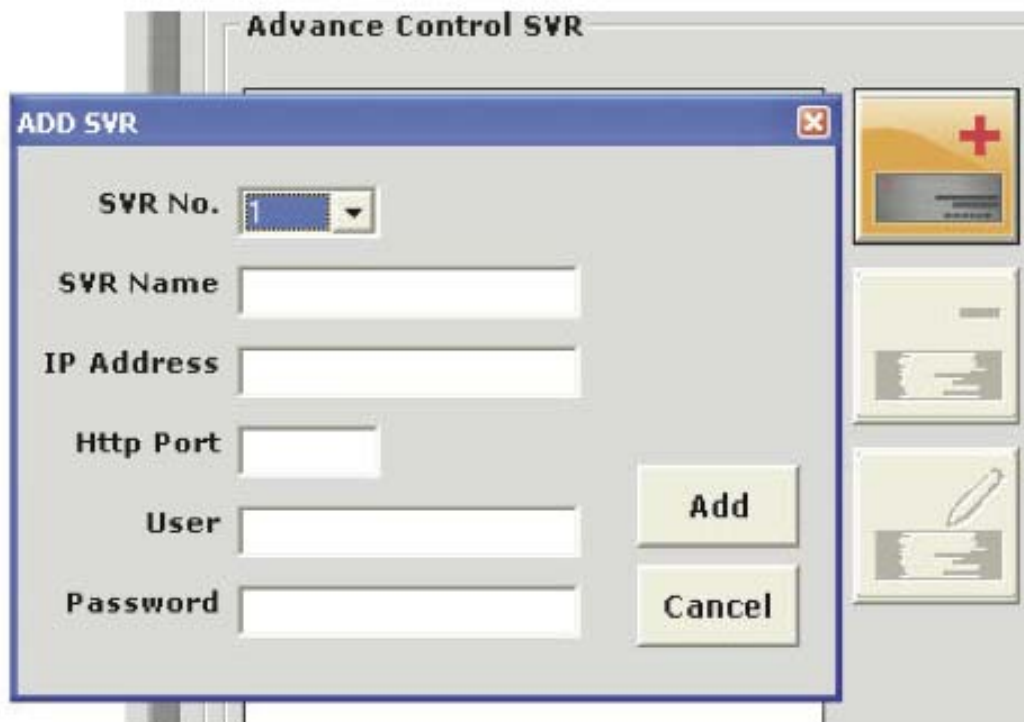 Advance Control SVR
ADD SVR
SVR No. 1
SVR Name
IP Address
Http Port
User
Password
Add
Cancel